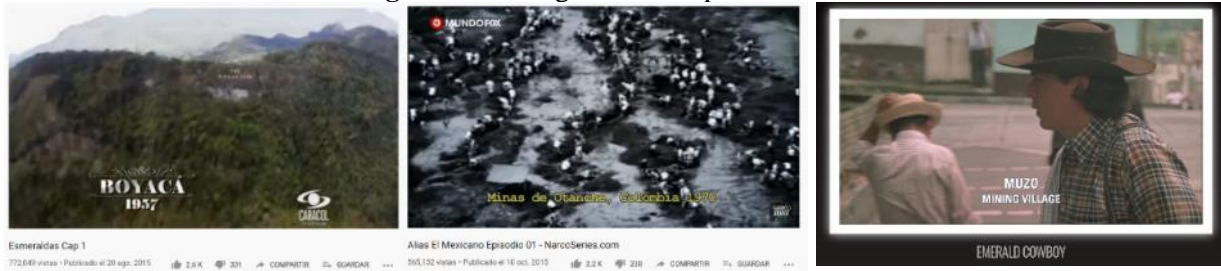 BOYACÁ
1957
CARACOL
Esmeraldas Cap 1
772,049 vistas • Publicado el 20 ago. 2015 2.6 K 331 COMPARTIR GUARDAR ...
MUNDOFOX
Minas de Otanche, Colombia 1970
Alias El Mexicano Episodio 01 - NarcoSeries.com
565,132 vistas • Publicado el 10 oct. 2015 2.2 K 238 COMPARTIR GUARDAR ...
MUZO
MINING VILLAGE
EMERALD COWBOY